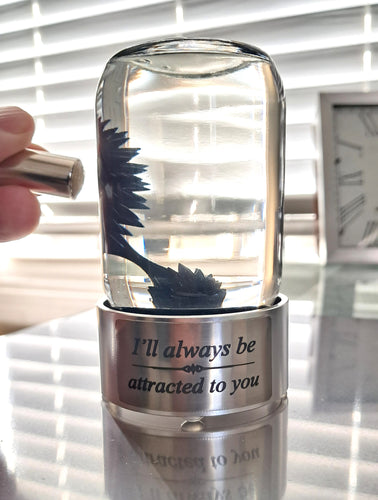 I'll always be
attracted to you